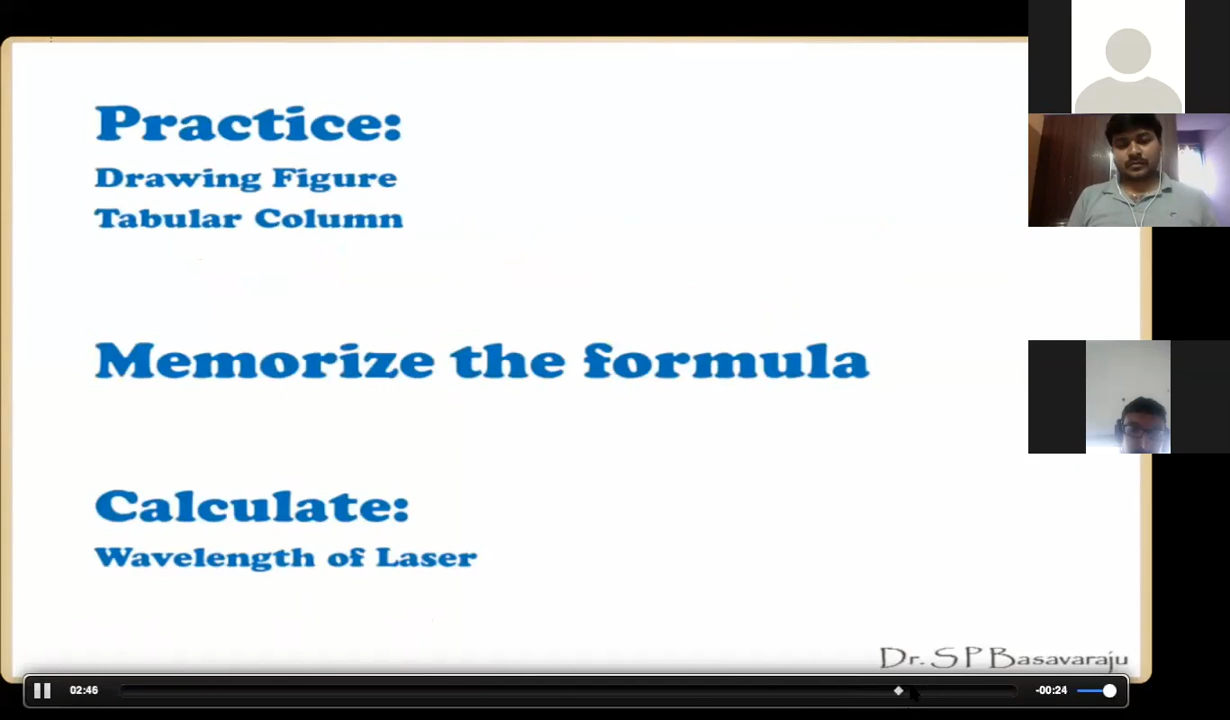 Practice:
Drawing Figure
Tabular Column
Memorize the formula
Calculate:
Wavelength of Laser
Dr. S P Basavaraju
02:46
-00:24